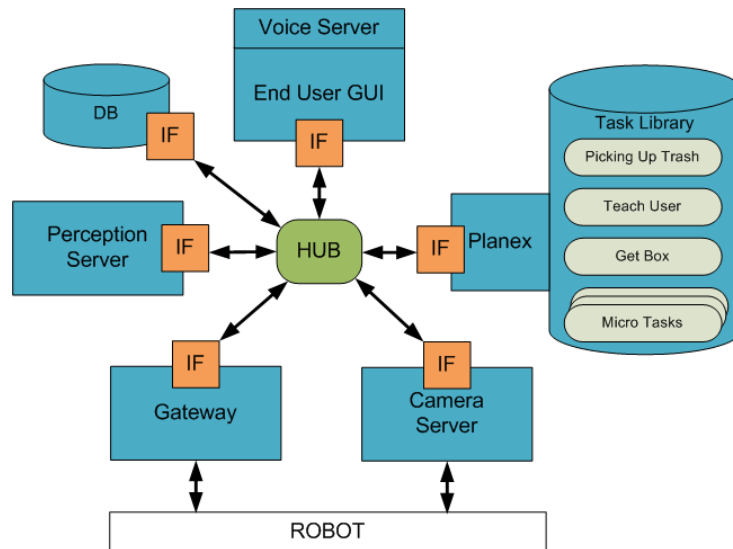 Voice Server
End User GUI
IF
DB
IF
Task Library
Picking Up Trash
Teach User
Get Box
Micro Tasks
Perception
Server
IF
HUB
IF
Planex
IF
Gateway
IF
Camera
Server
ROBOT